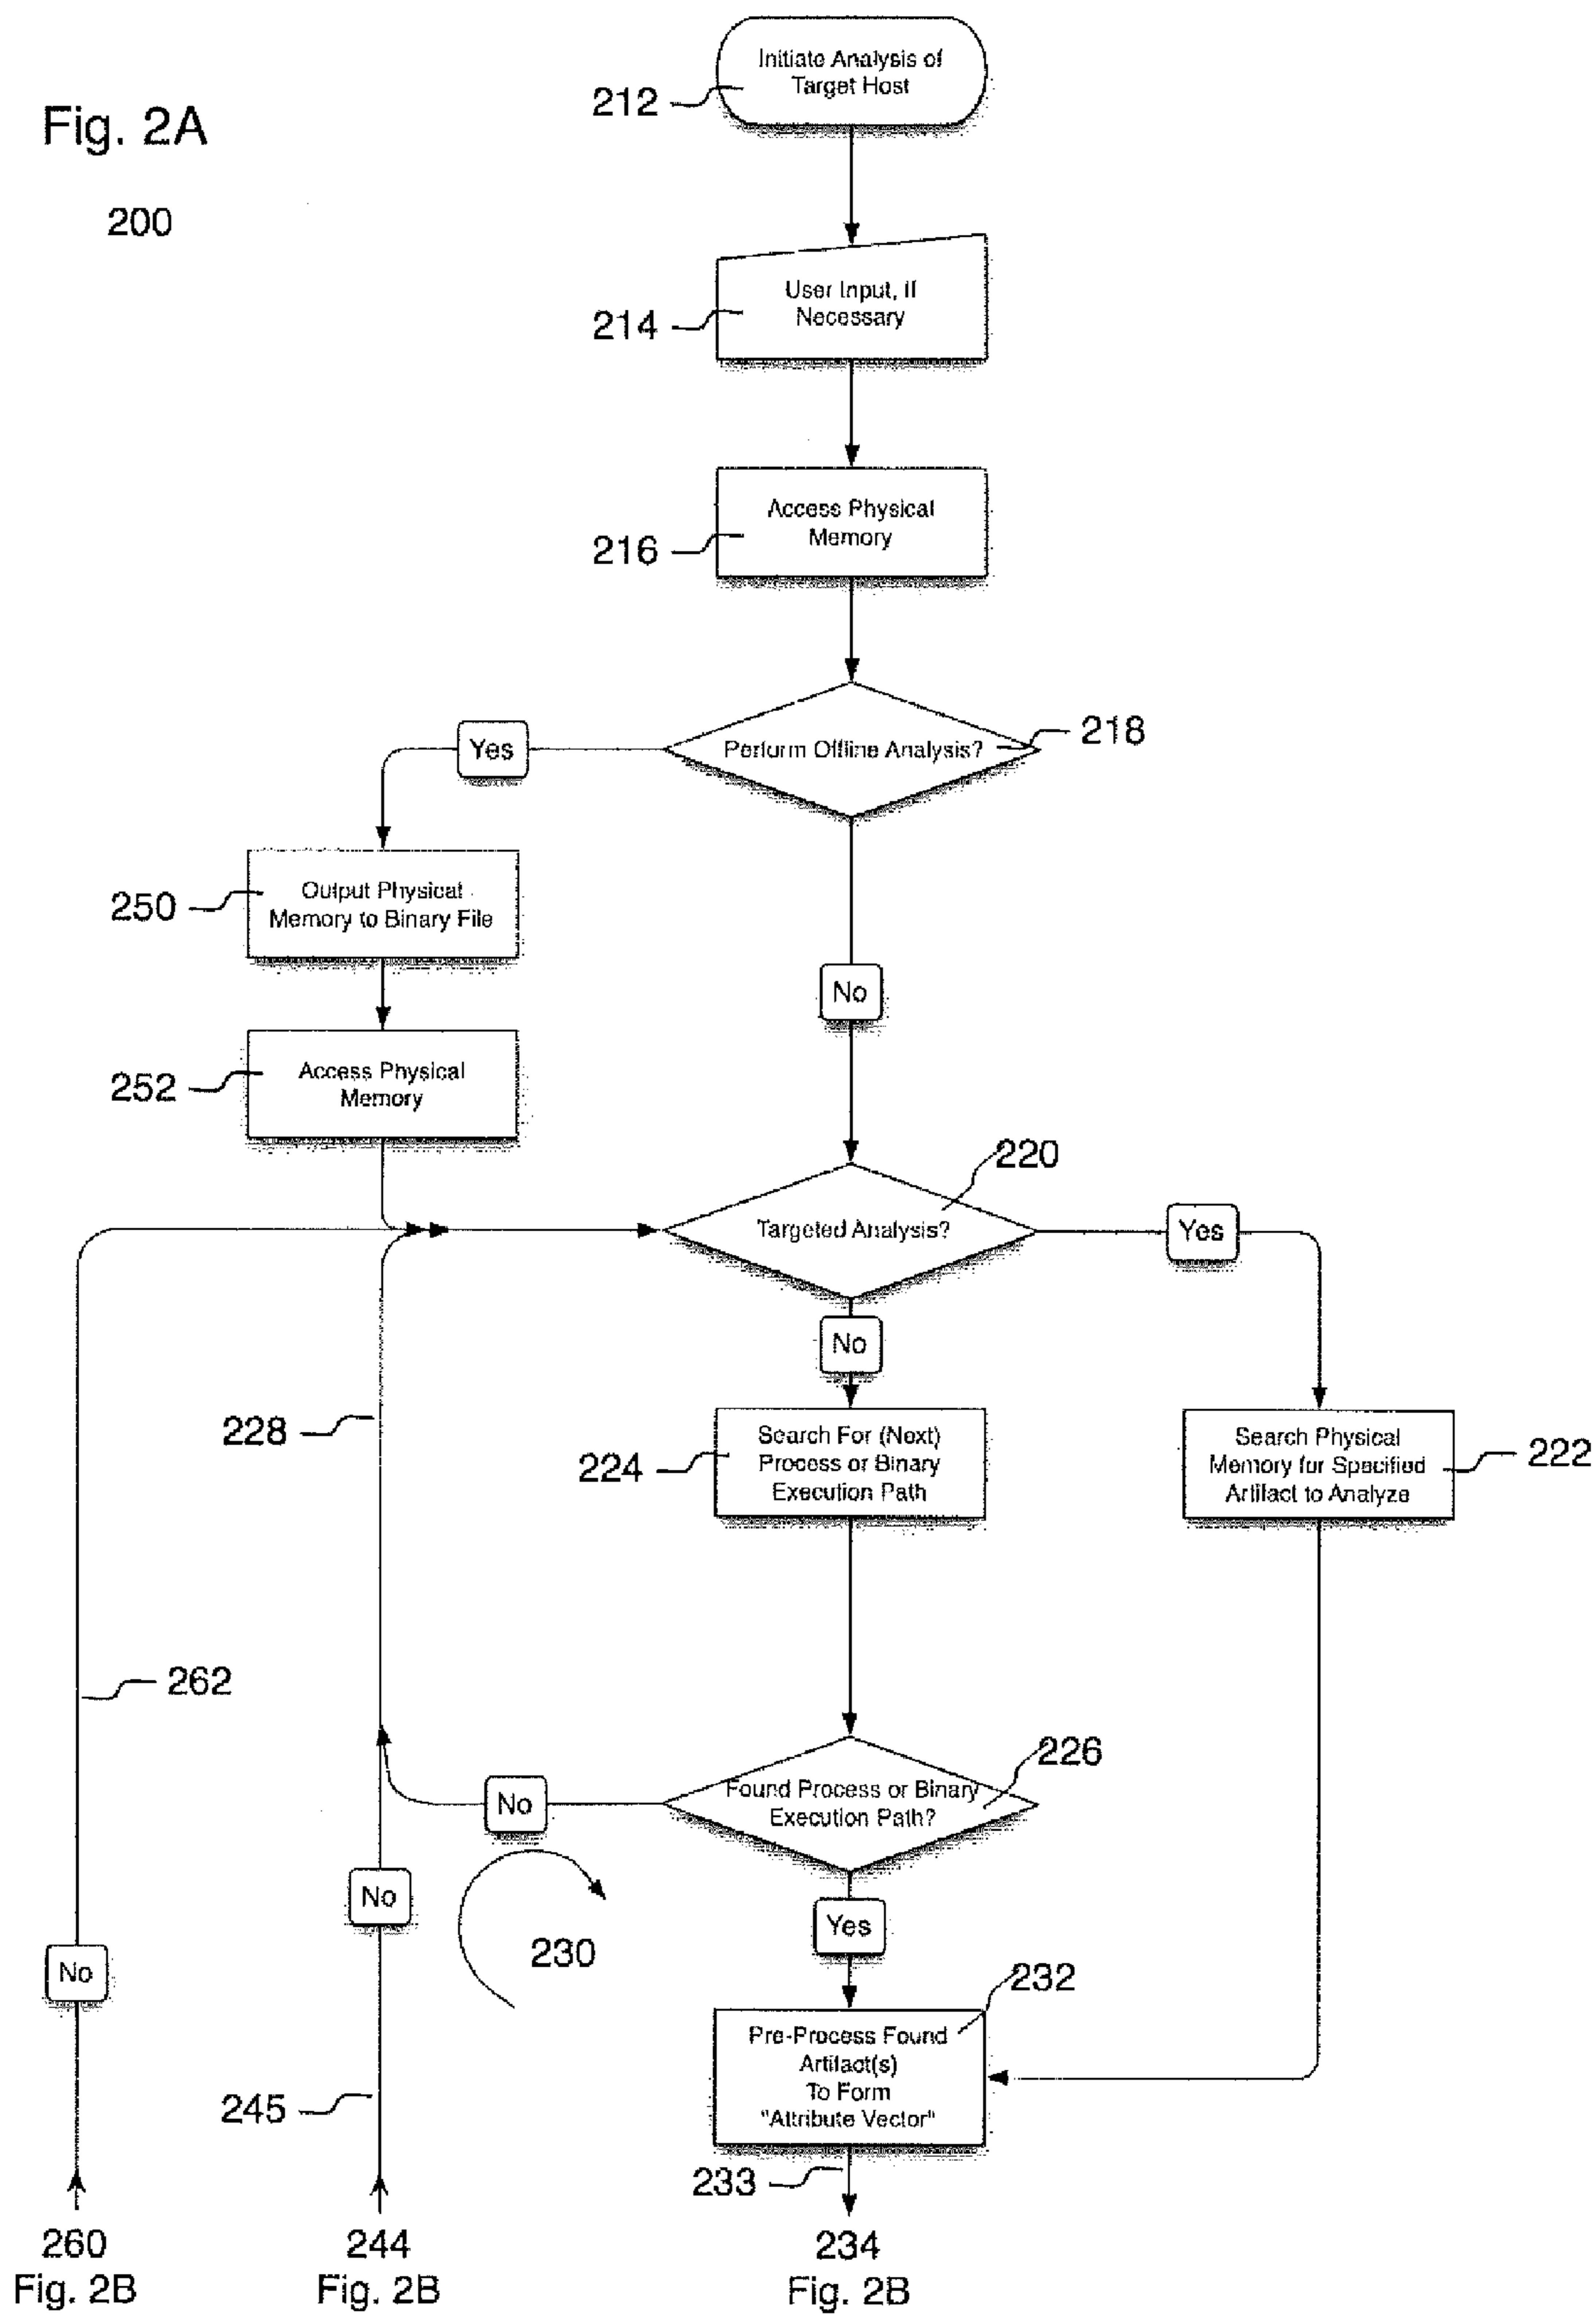 Fig. 2A
200
Initiate Analysis of
Target Host
212
User Input, If
Necessary
214
Access Physical
Memory
216
Perform Offline Analysis?
218
Yes
No
Output Physical
Memory to Binary File
250
Access Physical
Memory
252
Targeted Analysis?
220
Yes
No
Search For (Next)
Process or Binary
Execution Path
224
Search Physical
Memory for Specified
Artifact to Analyze
222
228
262
Found Process or Binary
Execution Path?
226
No
No
Yes
No
230
Pre-Process Found
Artifact(s)
To Form
"Attribute Vector"
232
245
233
260
Fig. 2B
244
Fig. 2B
234
Fig. 2B